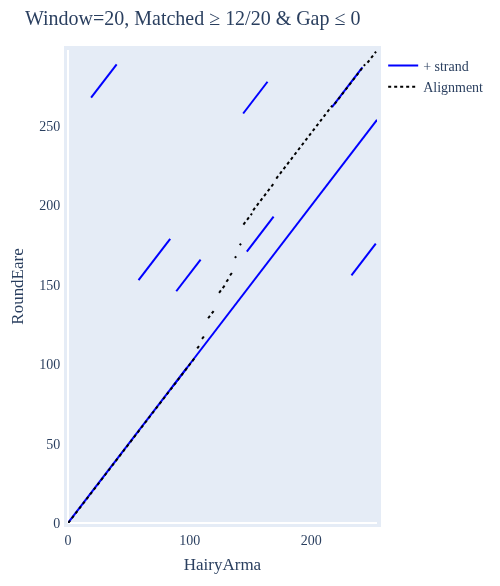 Window=20, Matched ≥ 12/20 & Gap ≤ 0
+ strand
Alignment
250
200
150
100
50
0
0
100
200
RoundEare
HairyArma